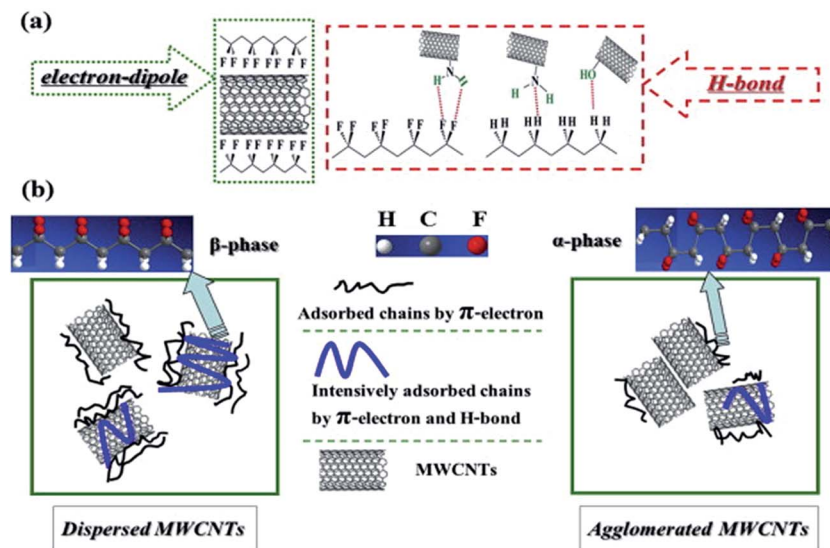 (a)
electron-dipole
F F F F F F F F
F F F F F F F F
N
H H
F F F F F F F F
N
H H
H H H H H H H H
HO
H-bond
(b)
β-phase
H C F
α-phase
Adsorbed chains by π-electron
Intensively adsorbed chains
by π-electron and H-bond
MWCNTs
Dispersed MWCNTs
Agglomerated MWCNTs